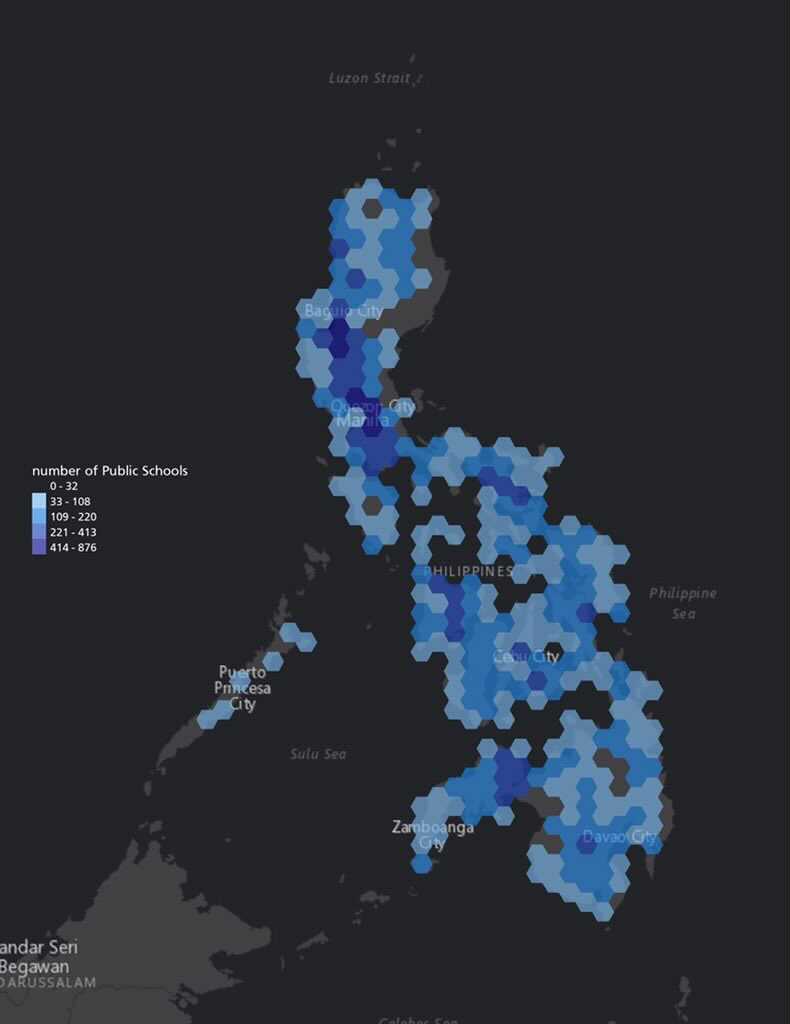 Luzon Strait
Baguio City
Quezon City
Manila
number of Public Schools
0 - 32
33 - 108
109 - 220
221 - 413
414 - 876
PHILIPPINES
Philippine
Sea
Cebu City
Puerto
Princesa
City
Sulu Sea
Zamboanga
City
Davao City
andar Seri
Begawan
DARUSSALAM
Celebes Sea